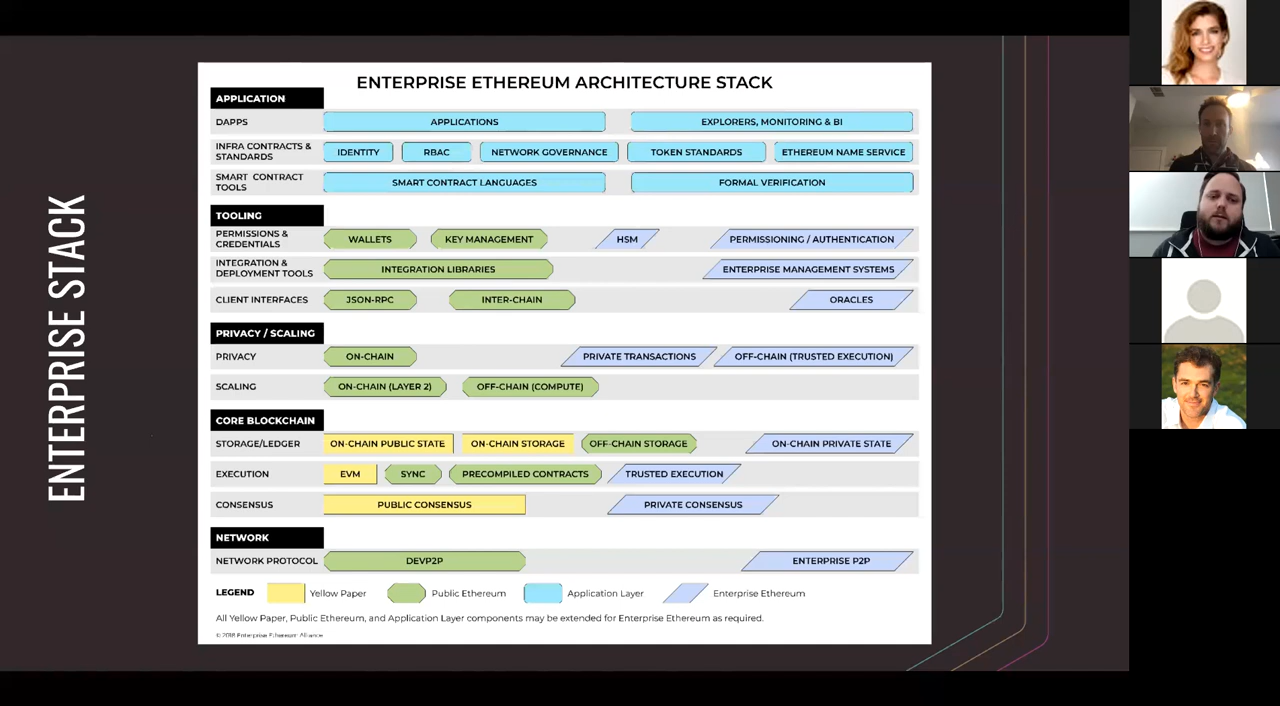 ENTERPRISE STACK
ENTERPRISE ETHEREUM ARCHITECTURE STACK
APPLICATION
DAPPS
APPLICATIONS
EXPLORERS, MONITORING & BI
INFRA CONTRACTS &
STANDARDS
IDENTITY
RBAC
NETWORK GOVERNANCE
TOKEN STANDARDS
ETHEREUM NAME SERVICE
SMART CONTRACT
TOOLS
SMART CONTRACT LANGUAGES
FORMAL VERIFICATION
TOOLING
PERMISSIONS &
CREDENTIALS
WALLETS
KEY MANAGEMENT
HSM
PERMISSIONING / AUTHENTICATION
INTEGRATION &
DEPLOYMENT TOOLS
INTEGRATION LIBRARIES
ENTERPRISE MANAGEMENT SYSTEMS
CLIENT INTERFACES
JSON-RPC
INTER-CHAIN
ORACLES
PRIVACY / SCALING
PRIVACY
ON-CHAIN
PRIVATE TRANSACTIONS
OFF-CHAIN (TRUSTED EXECUTION)
SCALING
ON-CHAIN (LAYER 2)
OFF-CHAIN (COMPUTE)
CORE BLOCKCHAIN
STORAGE/LEDGER
ON-CHAIN PUBLIC STATE
ON-CHAIN STORAGE
OFF-CHAIN STORAGE
ON-CHAIN PRIVATE STATE
EXECUTION
EVM
SYNC
PRECOMPILED CONTRACTS
TRUSTED EXECUTION
CONSENSUS
PUBLIC CONSENSUS
PRIVATE CONSENSUS
NETWORK
NETWORK PROTOCOL
DEVP2P
ENTERPRISE P2P
LEGEND
Yellow Paper
Public Ethereum
Application Layer
Enterprise Ethereum
All Yellow Paper, Public Ethereum, and Application Layer components may be extended for Enterprise Ethereum as required.
© 2018 Enterprise Ethereum Alliance